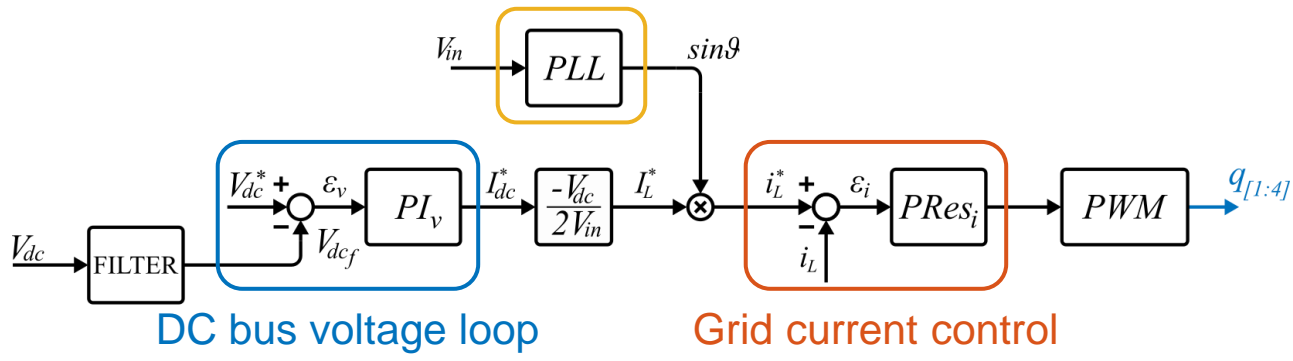 V_in
PLL
sinϑ
V_dc^*
+
−
ε_v
PI_v
I_dc^*
-V_dc
2V_in
I_L^*
×
i_L^*
+
−
ε_i
PRes_i
PWM
q_[1:4]
V_dc
FILTER
V_dcf
i_L
DC bus voltage loop
Grid current control